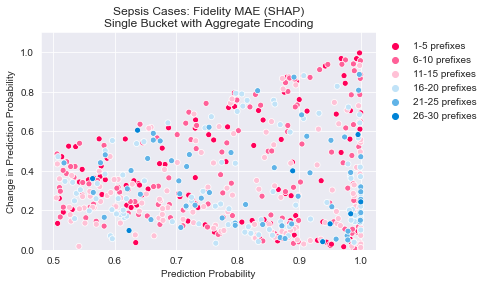 Sepsis Cases: Fidelity MAE (SHAP)
Single Bucket with Aggregate Encoding
Change in Prediction Probability
1.0
0.8
0.6
0.4
0.2
0.0
0.5
0.6
0.7
0.8
0.9
1.0
Prediction Probability
1-5 prefixes
6-10 prefixes
11-15 prefixes
16-20 prefixes
21-25 prefixes
26-30 prefixes